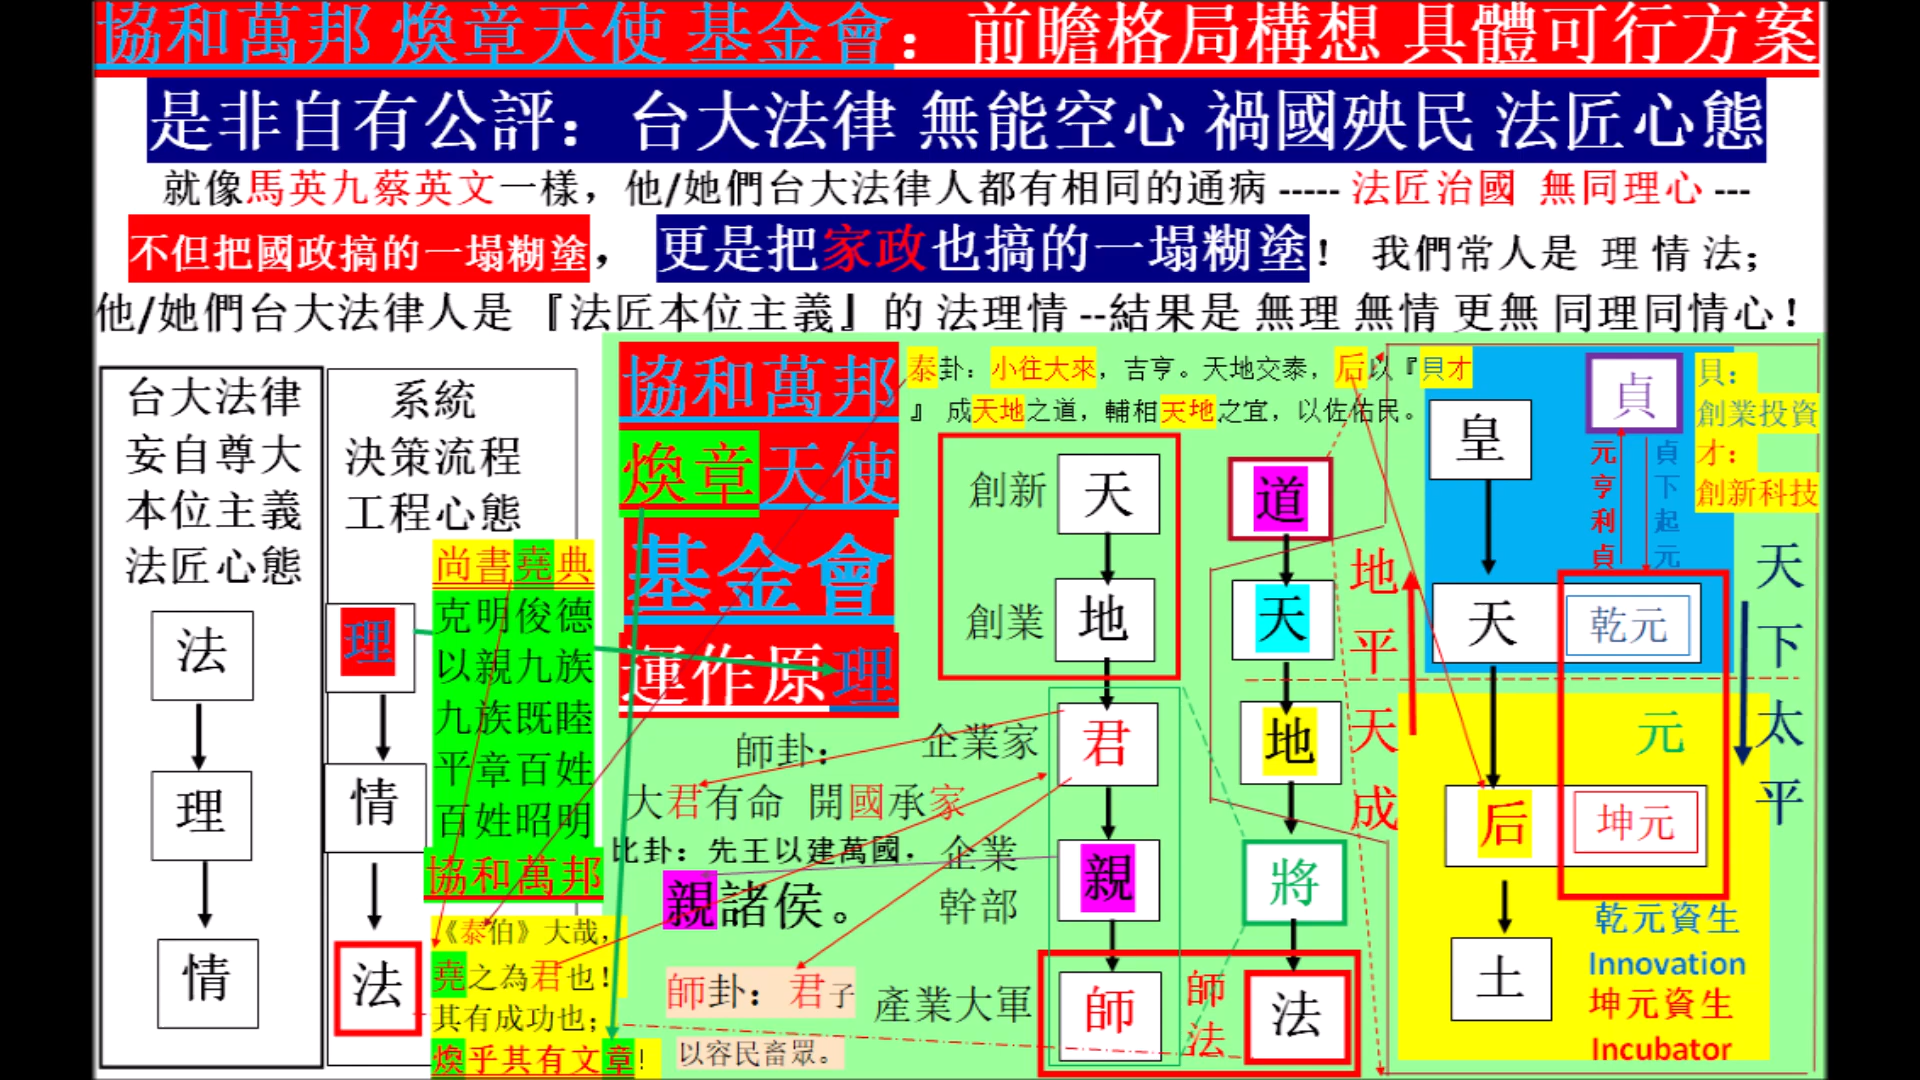 協和萬邦 煥章天使 基金會：前瞻格局構想 具體可行方案
是非自有公評：台大法律 無能空心 禍國殃民 法匠心態
就像馬英九蔡英文一樣，他/她們台大法律人都有相同的通病 ----- 法匠治國 無同理心 ---
不但把國政搞的一塌糊塗，更是把家政也搞的一塌糊塗！ 我們常人是 理 情 法；
他/她們台大法律人是 『法匠本位主義』的 法理情 --結果是 無理 無情 更無 同理同情心！
台大法律
妄自尊大
本位主義
法匠心態
法
理
情
系統
決策流程
工程心態
理
情
法
尚書堯典
克明俊德
以親九族
九族既睦
平章百姓
百姓昭明
協和萬邦
《泰伯》大哉，
堯之為君也！
其有成功也；
煥乎其有文章！
協和萬邦
煥章天使
基金會
運作原理
泰卦：小往大來，吉亨。天地交泰，后以『貝才
』 成天地之道，輔相天地之宜，以佐佑民。
師卦：
大君有命 開國承家
比卦：先王以建萬國．
親諸侯。
師卦：君子
以容民畜眾。
創新
天
創業
地
企業家
君
企業
幹部
親
產業大軍
師
師
法
道
天
地
將
法
地
平
天
成
皇
天
后
土
貞
元
亨
利
貞
貞
下
起
元
貝：
創業投資
才：
創新科技
乾元
元
坤元
天
下
太
平
乾元資生
Innovation
坤元資生
Incubator